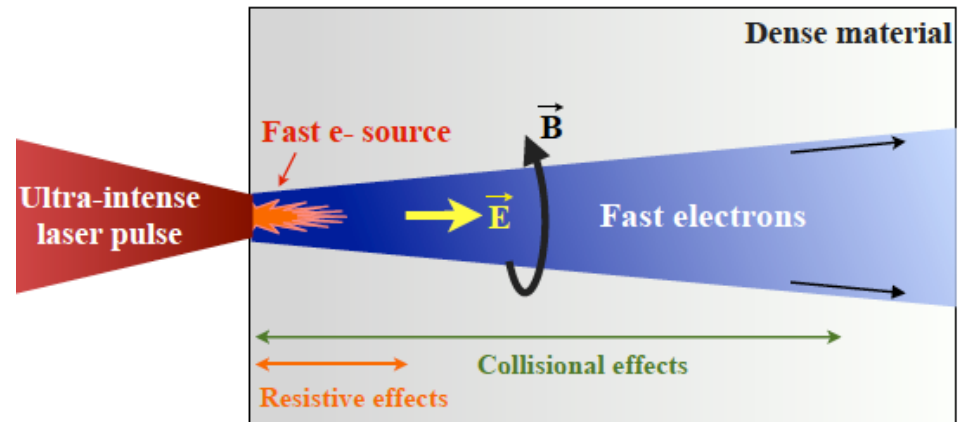 Dense material
Fast e- source
B
Ultra-intense
laser pulse
E
Fast electrons
Collisional effects
Resistive effects